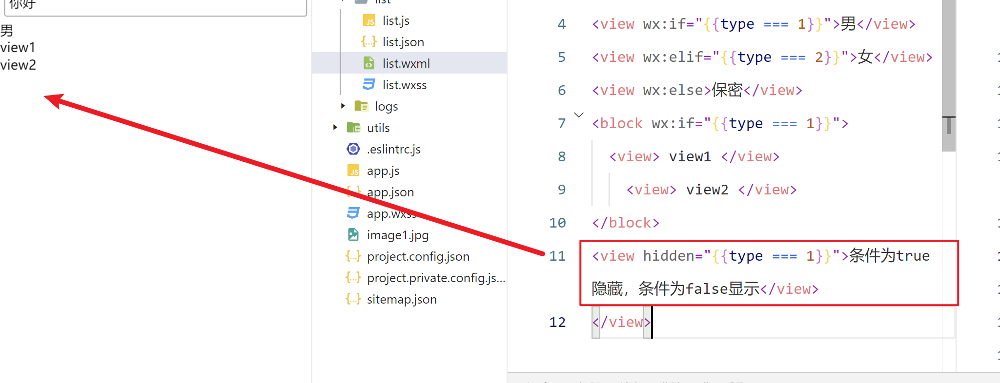 你好
男
view1
view2
list
list.js
list.json
list.wxml
list.wxss
logs
utils
.eslintrc.js
app.js
app.json
app.wxss
image1.jpg
project.config.json
project.private.config.js...
sitemap.json
4 <view wx:if="{{type === 1}}">男</view>
5 <view wx:elif="{{type === 2}}">女</view>
6 <view wx:else>保密</view>
7 <block wx:if="{{type === 1}}">
8 <view> view1 </view>
9 <view> view2 </view>
10 </block>
11 <view hidden="{{type === 1}}">条件为true
隐藏，条件为false显示</view>
12 </view>